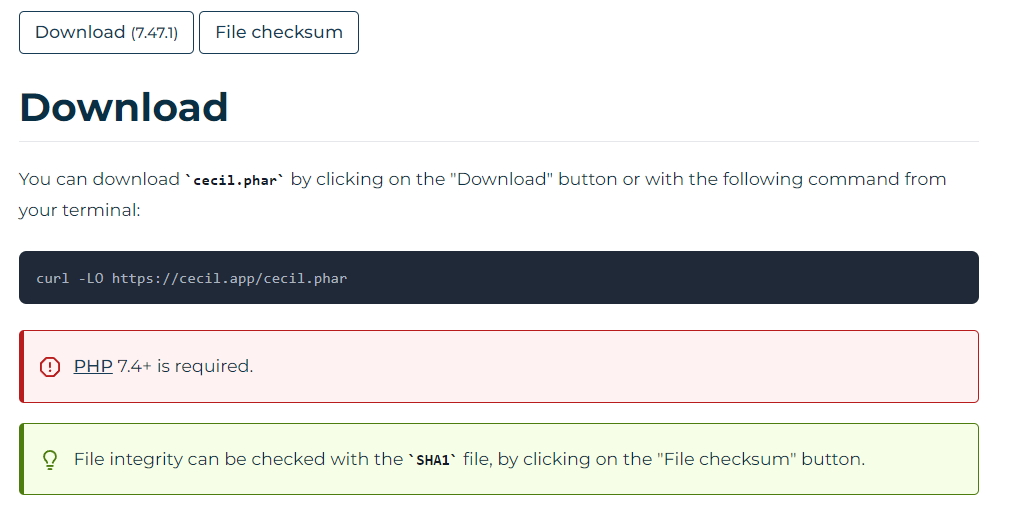 Download (7.47.1) File checksum
Download
You can download `cecil.phar` by clicking on the "Download" button or with the following command from
your terminal:
curl -LO https://cecil.app/cecil.phar
PHP 7.4+ is required.
File integrity can be checked with the `SHA1` file, by clicking on the "File checksum" button.